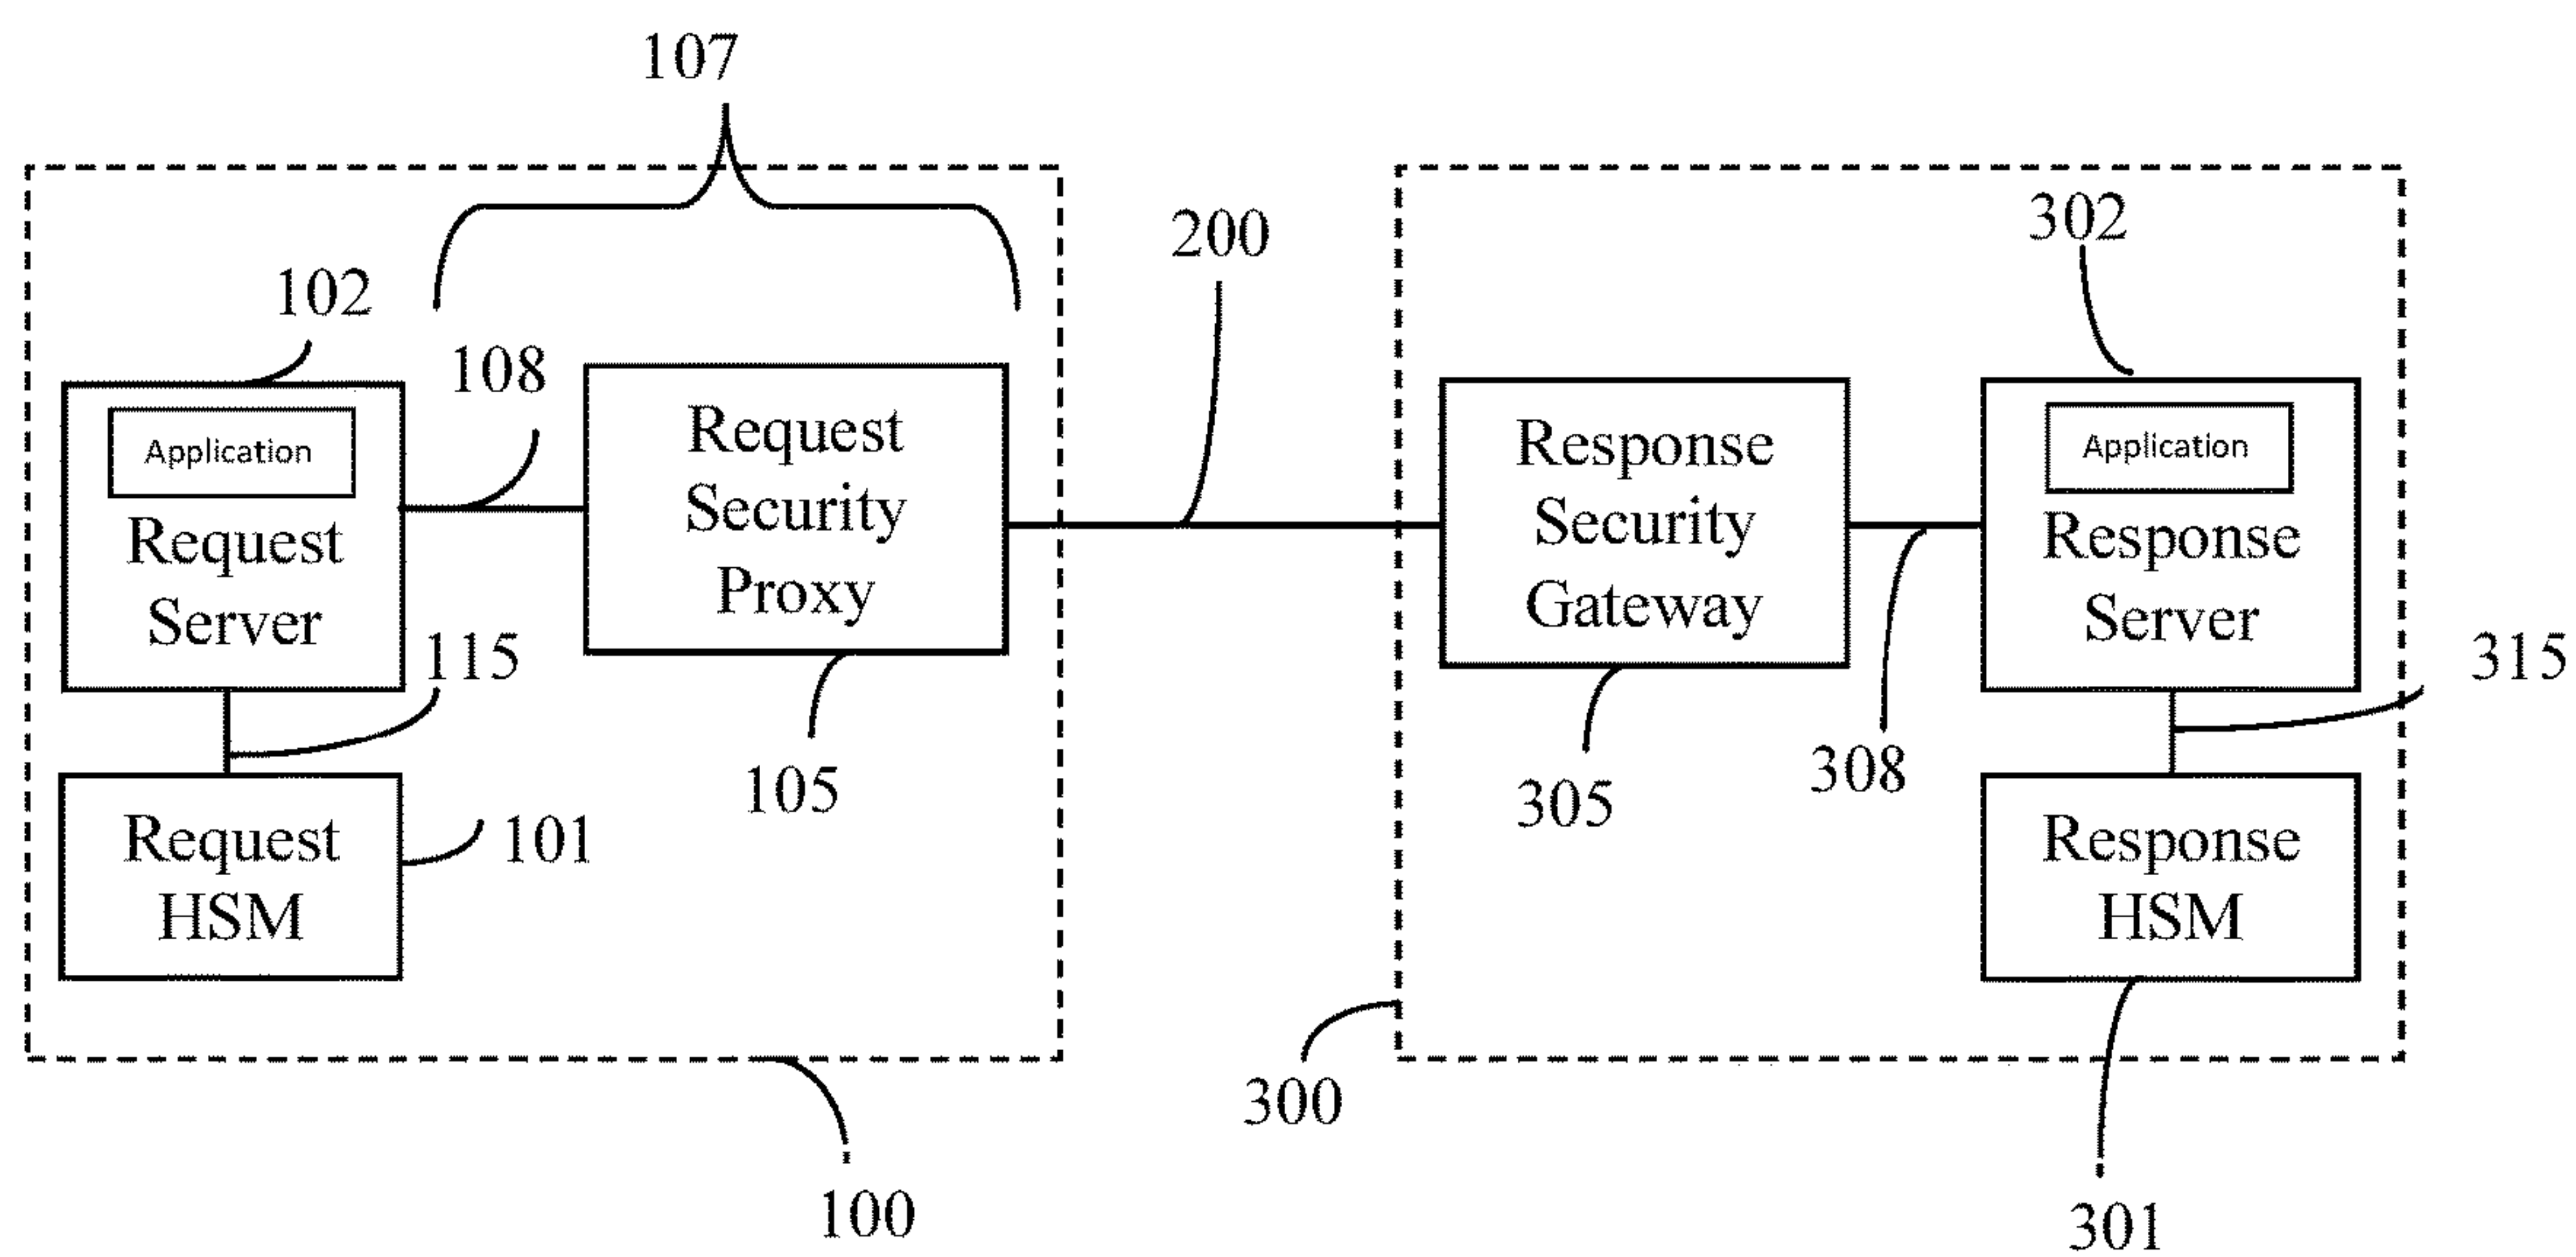 107
200
302
102
108
Application
Request
Server
Request
Security
Proxy
Response
Security
Gateway
Application
Response
Server
115
315
105
305
308
Request
HSM
101
Response
HSM
300
100
301